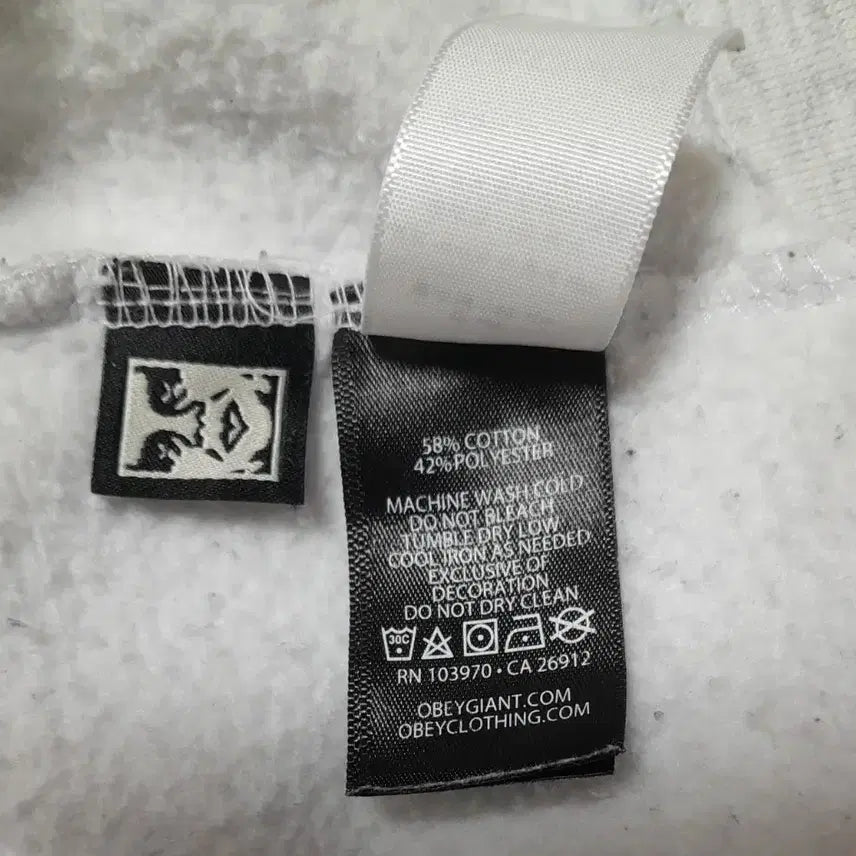 58% COTTON
42% POLYESTER
MACHINE WASH COLD
DO NOT BLEACH
TUMBLE DRY LOW
COOL IRON AS NEEDED
EXCLUSIVE OF
DECORATION
DO NOT DRY CLEAN
30C
RN 103970 • CA 26912
OBEYGIANT.COM
OBEYCLOTHING.COM